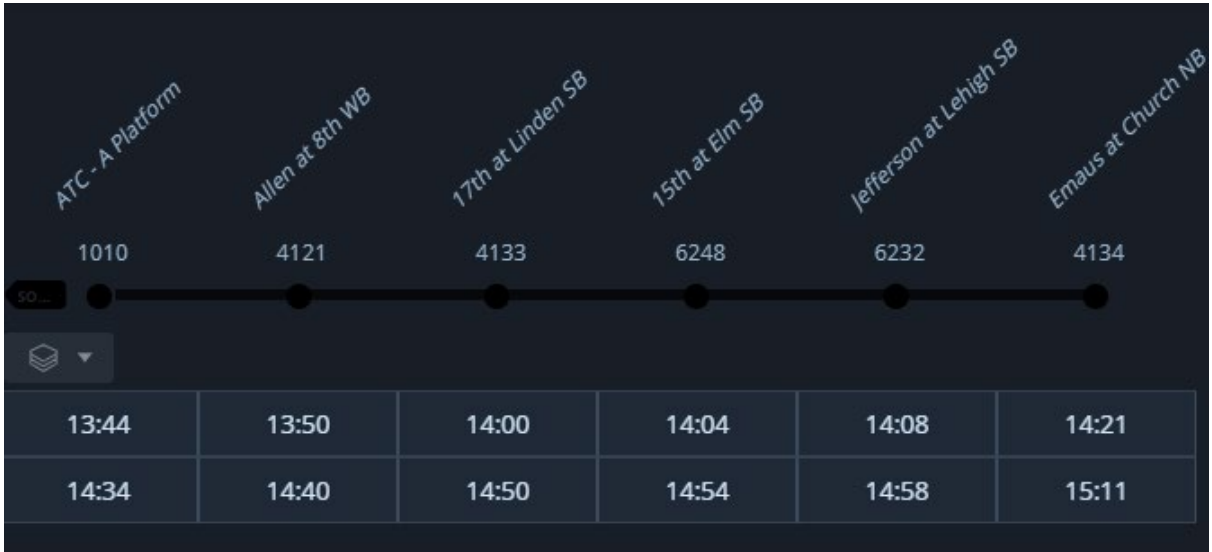 ATC - A Platform
Allen at 8th WB
17th at Linden SB
15th at Elm SB
Jefferson at Lehigh SB
Emaus at Church NB
1010 4121 4133 6248 6232 4134
so...
13:44 13:50 14:00 14:04 14:08 14:21
14:34 14:40 14:50 14:54 14:58 15:11